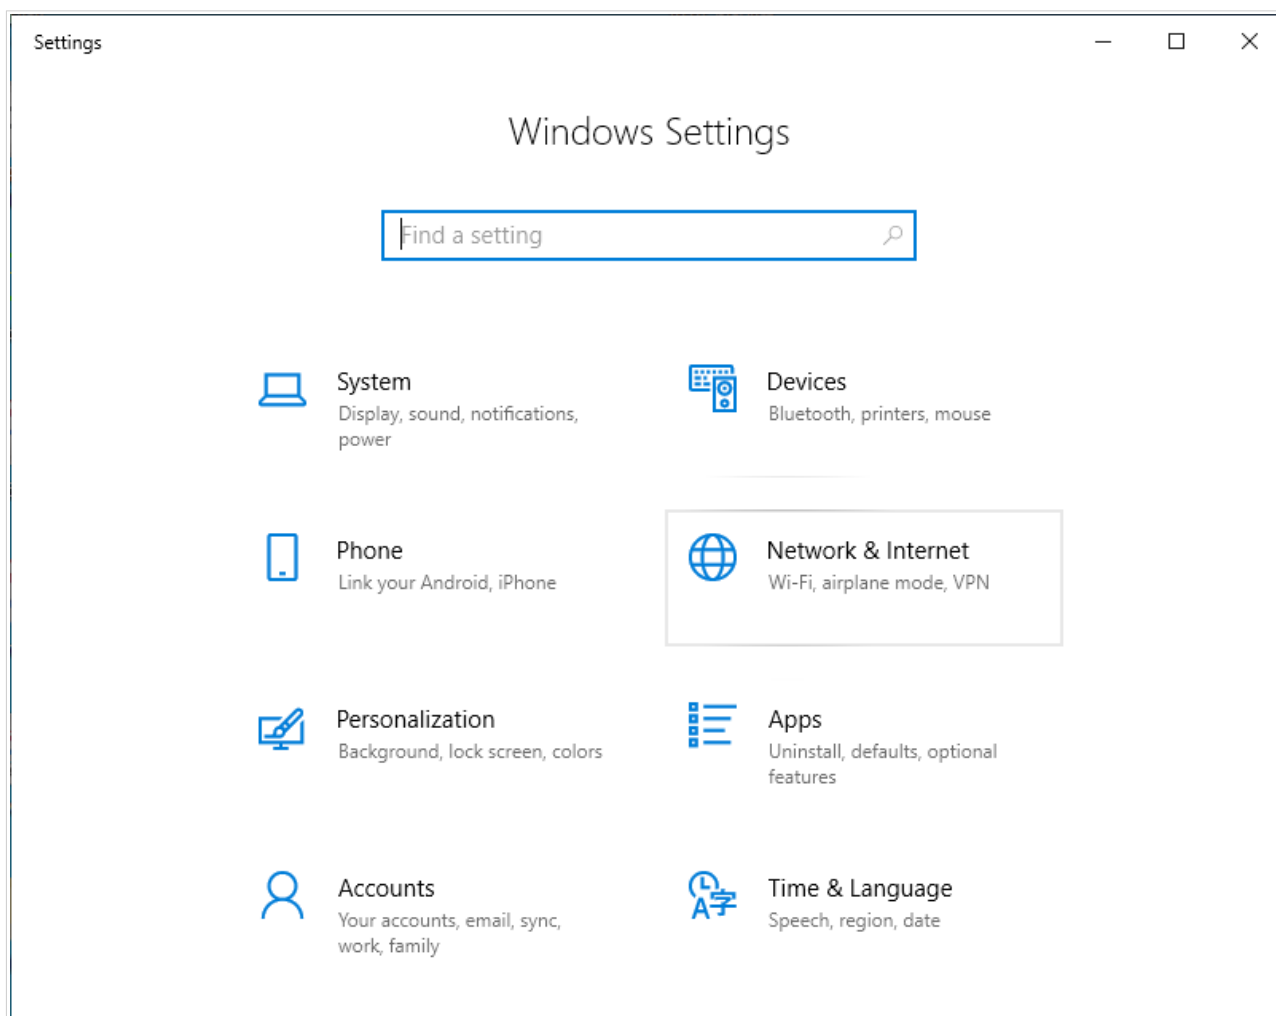 Settings
Windows Settings
Find a setting
System
Display, sound, notifications,
power
Devices
Bluetooth, printers, mouse
Phone
Link your Android, iPhone
Network & Internet
Wi-Fi, airplane mode, VPN
Personalization
Background, lock screen, colors
Apps
Uninstall, defaults, optional
features
Accounts
Your accounts, email, sync,
work, family
Time & Language
Speech, region, date